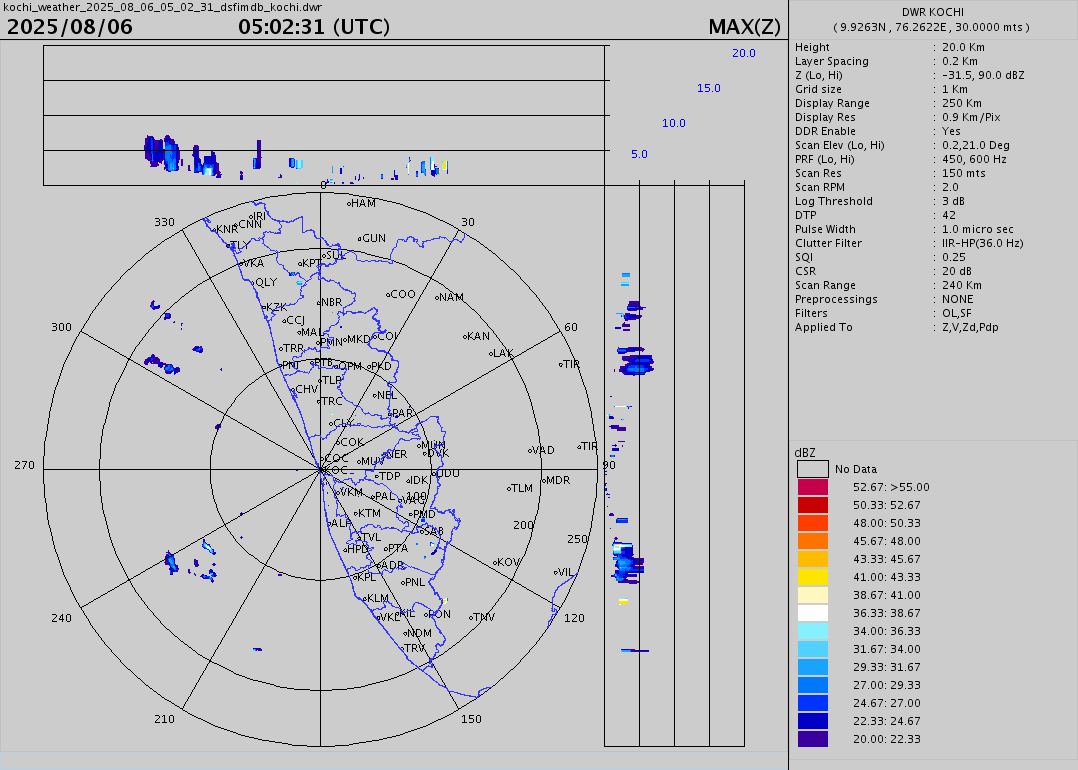 kochi_weather_2025_08_06_05_02_31_dsfimdb_kochi.dwr
2025/08/06 05:02:31 (UTC) MAX(Z)
20.0
15.0
10.0
5.0
DWR KOCHI
( 9.9263N , 76.2622E , 30.0000 mts )
Height : 20.0 Km
Layer Spacing : 0.2 Km
Z (Lo, Hi) : -31.5, 90.0 dBZ
Grid size : 1 Km
Display Range : 250 Km
Display Res : 0.9 Km/Pix
DDR Enable : Yes
Scan Elev (Lo, Hi) : 0.2,21.0 Deg
PRF (Lo, Hi) : 450, 600 Hz
Scan Res : 150 mts
Scan RPM : 2.0
Log Threshold : 3 dB
DTP : 42
Pulse Width : 1.0 micro sec
Clutter Filter : IIR-HP(36.0 Hz)
SQI : 0.25
CSR : 20 dB
Scan Range : 240 Km
Preprocessings : NONE
Filters : OL,SF
Applied To : Z,V,Zd,Pdp
0
HAM
330 IRI 30
KNR CNN
GUN
TLY
VKA KPT SUL
QLY
COO NAM
KZK NBR
300 CCJ 60
MAL PMN MKD COI KAN
TRR LAK
PNI PTB OPM PKD TIR
TLP
CHV TRC NEL
PAR
CLY
COK MUN
270 COC MUV NER DVK VAD TIR 90
KOC TDP IDK UDU MDR
VKM PAL 100 VAG TLM
ALP KTM PMD 200
TVL SAB 250
HPD PTA
ADR KOV
KPL PNL VIL
240 KLM 120
VKL KIL PON TNV
NDM
TRV
210 150
dBZ
No Data
52.67: >55.00
50.33: 52.67
48.00: 50.33
45.67: 48.00
43.33: 45.67
41.00: 43.33
38.67: 41.00
36.33: 38.67
34.00: 36.33
31.67: 34.00
29.33: 31.67
27.00: 29.33
24.67: 27.00
22.33: 24.67
20.00: 22.33